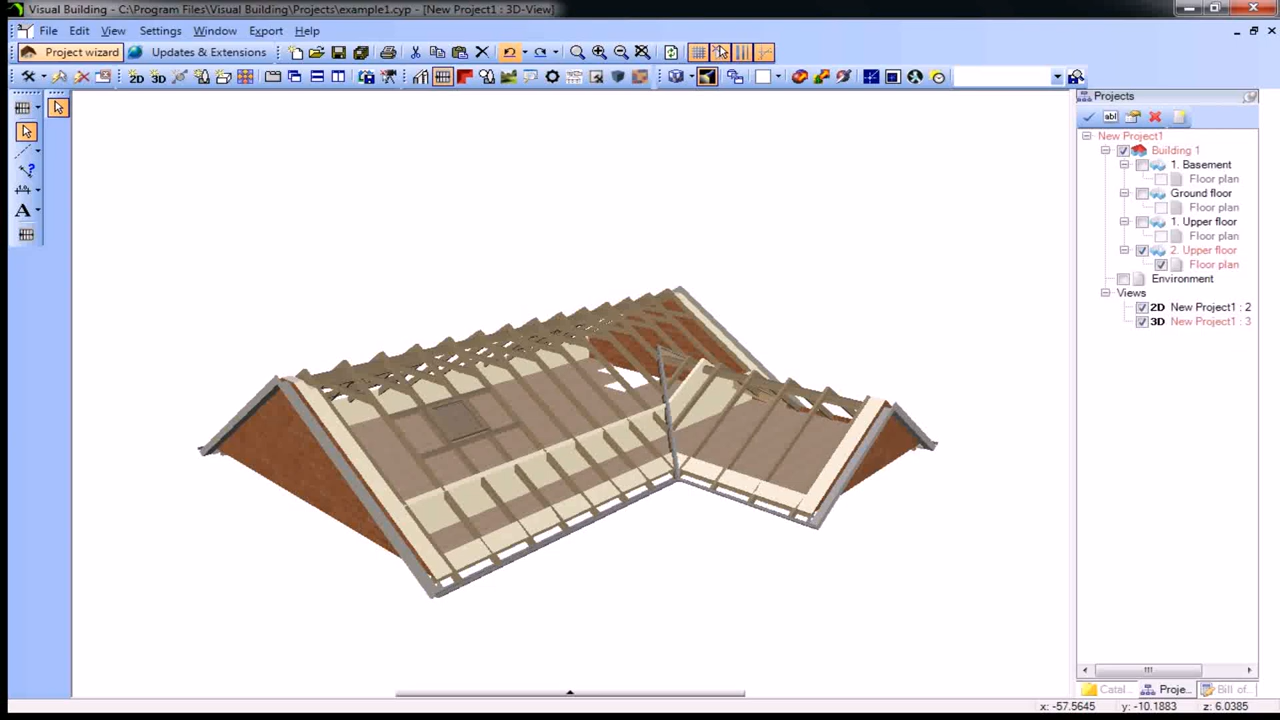 Visual Building - C:\Program Files\Visual Building\Projects\example1.cyp - [New Project1 : 3D-View]
File Edit View Settings Window Export Help
Project wizard Updates & Extensions
2D 3D
abl
A
Projects
New Project1
Building 1
1. Basement
Floor plan
Ground floor
Floor plan
1. Upper floor
Floor plan
2. Upper floor
Floor plan
Environment
Views
2D New Project1 : 2
3D New Project1 : 3
Catal... Proje... Bill of...
x: -57.5645 y: -10.1883 z: 6.0385